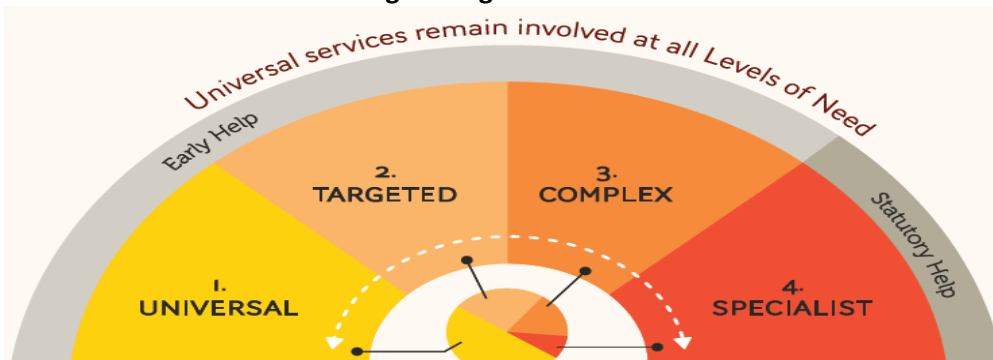 Universal services remain involved at all Levels of Need
Early Help
2.
TARGETED
3.
COMPLEX
Statutory Help
1.
UNIVERSAL
4.
SPECIALIST